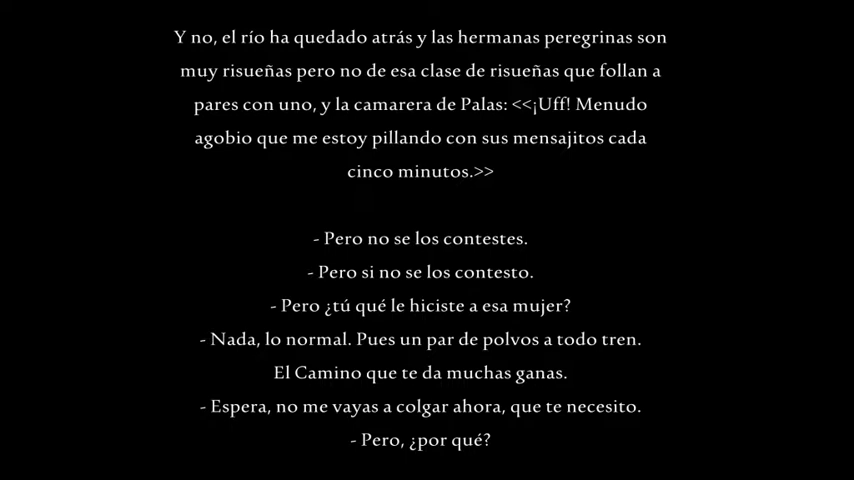 Y no, el río ha quedado atrás y las hermanas peregrinas son
muy risueñas pero no de esa clase de risueñas que follan a
pares con uno, y la camarera de Palas: <<¡Uff! Menudo
agobio que me estoy pillando con sus mensajitos cada
cinco minutos.>>
- Pero no se los contestes.
- Pero si no se los contesto.
- Pero ¿tú qué le hiciste a esa mujer?
- Nada, lo normal. Pues un par de polvos a todo tren.
El Camino que te da muchas ganas.
- Espera, no me vayas a colgar ahora, que te necesito.
- Pero, ¿por qué?